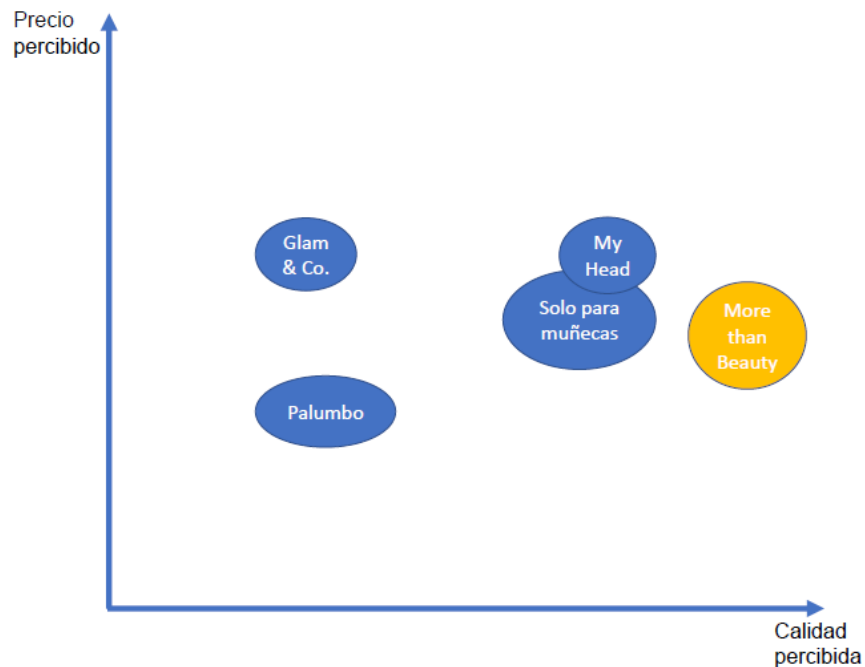 Precio
percibido
Glam
& Co.
My
Head
Solo para
muñecas
More
than
Beauty
Palumbo
Calidad
percibida